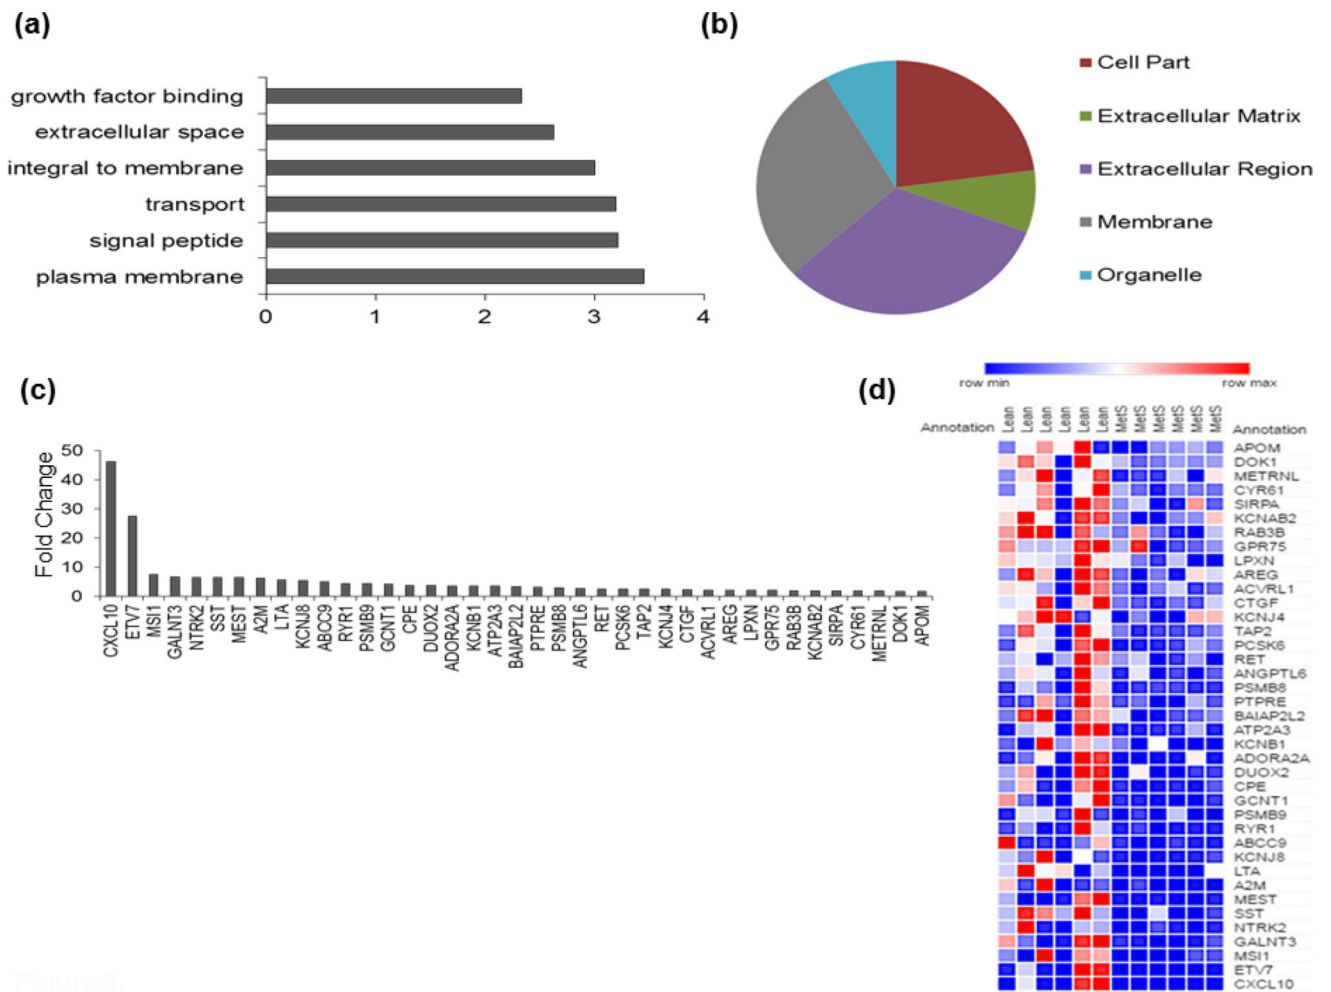 (a)
growth factor binding
extracellular space
integral to membrane
transport
signal peptide
plasma membrane
0 1 2 3 4
(b)
Cell Part
Extracellular Matrix
Extracellular Region
Membrane
Organelle
(c)
Fold Change
50
40
30
20
10
0
CXCL10 ETV7 MSI1 GALNT3 NTRK2 SST MEST A2M LTA KCNJ8 ABCC9 RYR1 PSMB9 GCNT1 CPE DUOX2 ADORA2A KCNB1 ATP2A3 BAIAP2L2 PTPRE PSMB8 ANGPTL6 RET PCSK6 TAP2 KCNJ4 CTGF ACVRL1 AREG LPXN GPR75 RAB3B KCNAB2 SIRPA CYR61 METRNL DOK1 APOM
(d)
row min row max
Annotation Lean Lean Lean Lean Lean Lean MetS MetS MetS MetS MetS MetS Annotation
APOM
DOK1
METRNL
CYR61
SIRPA
KCNAB2
RAB3B
GPR75
LPXN
AREG
ACVRL1
CTGF
KCNJ4
TAP2
PCSK6
RET
ANGPTL6
PSMB8
PTPRE
BAIAP2L2
ATP2A3
KCNB1
ADORA2A
DUOX2
CPE
GCNT1
PSMB9
RYR1
ABCC9
KCNJ8
LTA
A2M
MEST
SST
NTRK2
GALNT3
MSI1
ETV7
CXCL10
Figure 3.